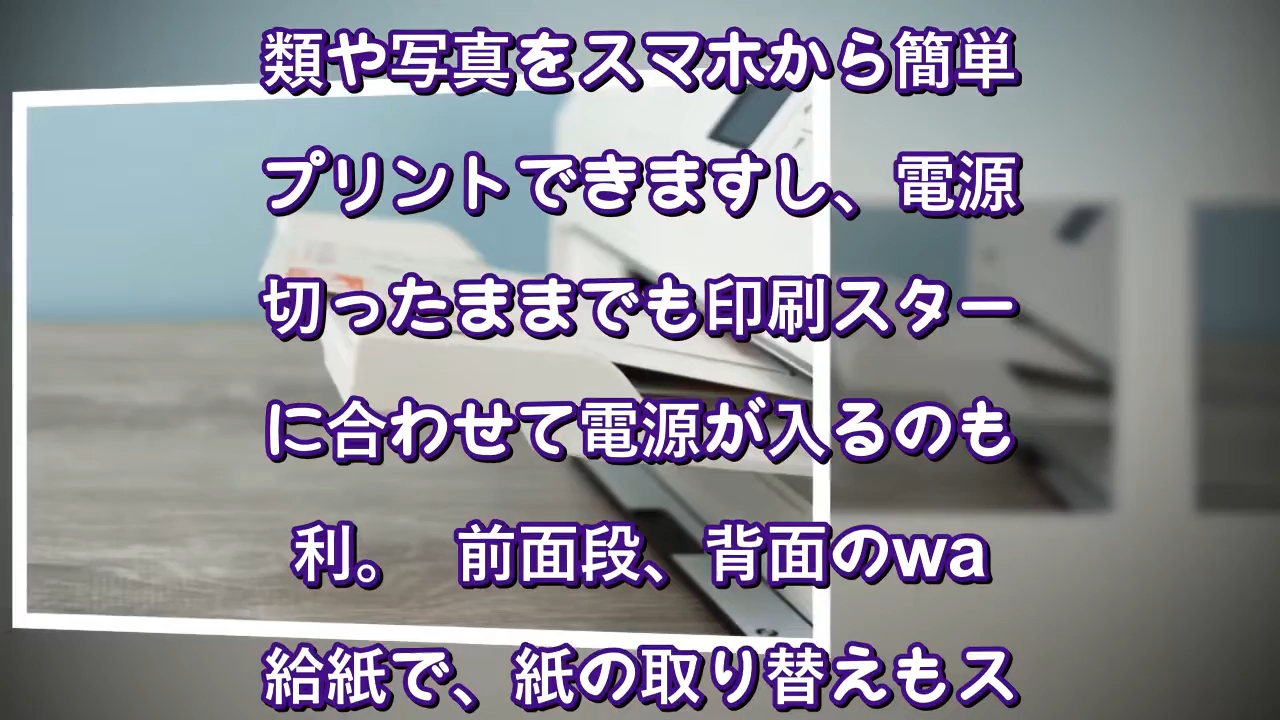 類や写真をスマホから簡単
プリントできますし、電源
切ったままでも印刷スター
に合わせて電源が入るのも
利。　前面段、背面のwa
給紙で、紙の取り替えもス